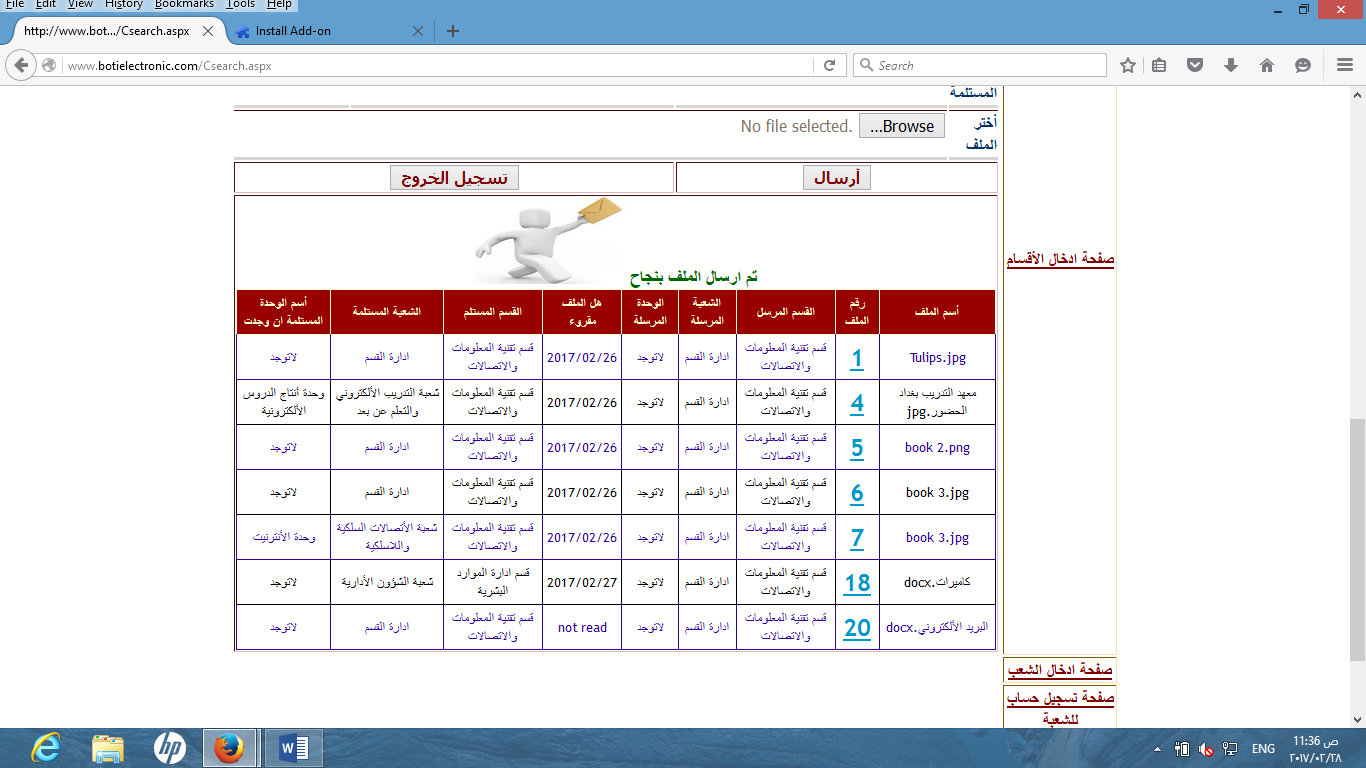 File Edit View History Bookmarks Tools Help
http://www.bot.../Csearch.aspx
Install Add-on
www.botielectronic.com/Csearch.aspx
Search
المستلمة
أختر
الملف
Browse...
No file selected.
أرسال
تسجيل الخروج
تم ارسال الملف بنجاح
صفحة ادخال الأقسام
أسم الملف
رقم
الملف
القسم المرسل
الشعبة
المرسلة
الوحدة
المرسلة
هل الملف
مقروء
القسم المستلم
الشعبة المستلمة
أسم الوحدة
المستلمة ان وجدت
Tulips.jpg
1
قسم تقنية المعلومات
والاتصالات
ادارة القسم
لاتوجد
2017/02/26
قسم تقنية المعلومات
والاتصالات
ادارة القسم
لاتوجد
معهد التدريب بغداد
الحضور.jpg
4
قسم تقنية المعلومات
والاتصالات
ادارة القسم
لاتوجد
2017/02/26
قسم تقنية المعلومات
والاتصالات
شعبة التدريب الألكتروني
والتعلم عن بعد
وحدة أنتاج الدروس
الألكترونية
book 2.png
5
قسم تقنية المعلومات
والاتصالات
ادارة القسم
لاتوجد
2017/02/26
قسم تقنية المعلومات
والاتصالات
ادارة القسم
لاتوجد
book 3.jpg
6
قسم تقنية المعلومات
والاتصالات
ادارة القسم
لاتوجد
2017/02/26
قسم تقنية المعلومات
والاتصالات
ادارة القسم
لاتوجد
book 3.jpg
7
قسم تقنية المعلومات
والاتصالات
ادارة القسم
لاتوجد
2017/02/26
قسم تقنية المعلومات
والاتصالات
شعبة الأتصالات السلكية
واللاسلكية
وحدة الأنترنيت
كاميرات.docx
18
قسم تقنية المعلومات
والاتصالات
ادارة القسم
لاتوجد
2017/02/27
قسم ادارة الموارد
البشرية
شعبة الشؤون الأدارية
لاتوجد
البريد الألكتروني.docx
20
قسم تقنية المعلومات
والاتصالات
ادارة القسم
لاتوجد
not read
قسم تقنية المعلومات
والاتصالات
ادارة القسم
لاتوجد
صفحة ادخال الشعب
صفحة تسجيل حساب
للشعبة
hp
ENG
11:36 ص
٢٠١٧/٠٢/٢٨